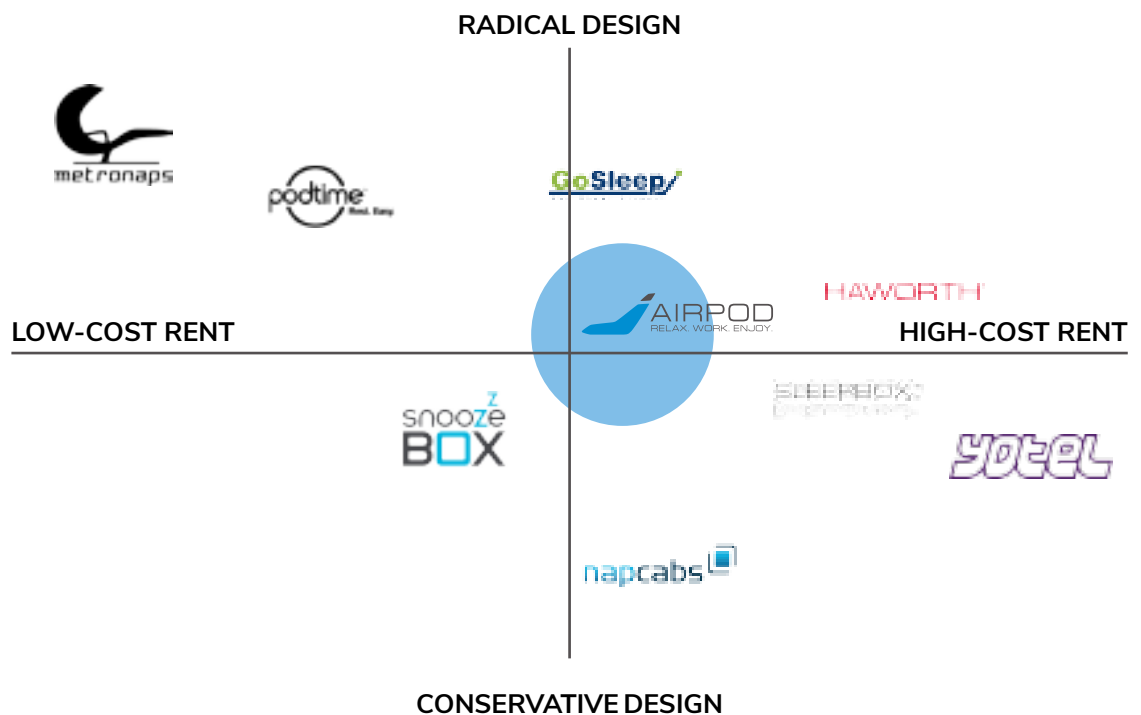 RADICAL DESIGN
metronaps
podtime
Rest. Easy.
GoSleep
HAWORTH
AIRPOD
RELAX. WORK. ENJOY.
LOW-COST RENT
HIGH-COST RENT
SLEEPBOX
z
snooze
BOX
YOTEL
napcabs
CONSERVATIVE DESIGN